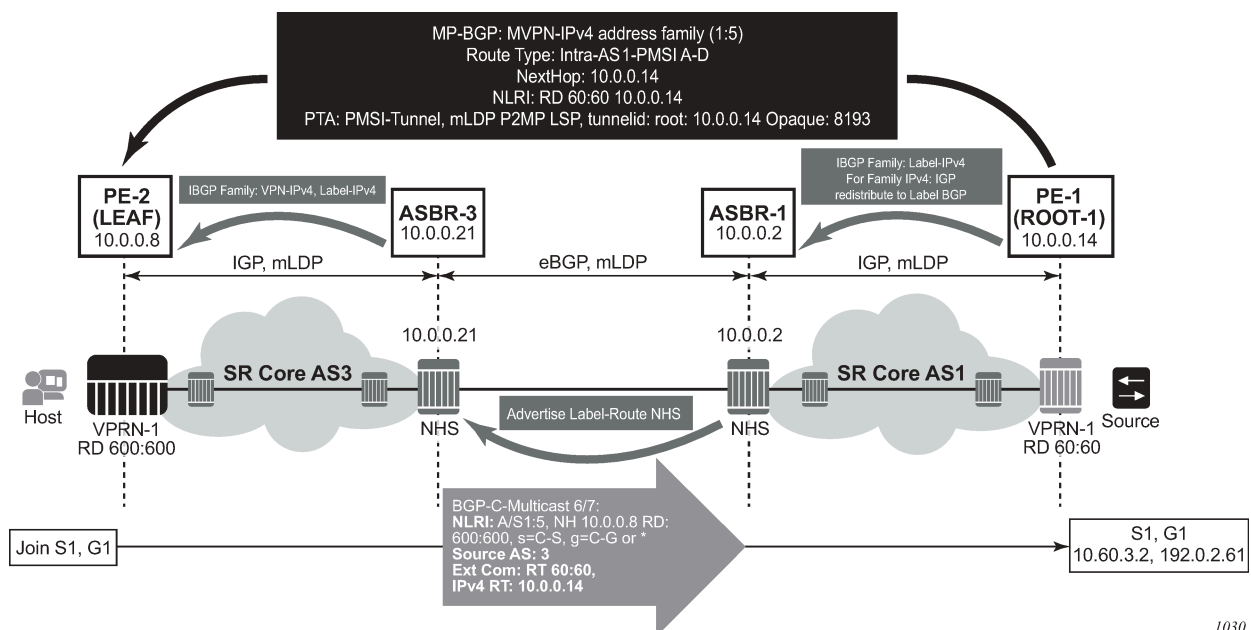 MP-BGP: MVPN-IPv4 address family (1:5)
Route Type: Intra-AS1-PMSI A-D
NextHop: 10.0.0.14
NLRI: RD 60:60 10.0.0.14
PTA: PMSI-Tunnel, mLDP P2MP LSP, tunnelid: root: 10.0.0.14 Opaque: 8193
PE-2
(LEAF)
10.0.0.8
IBGP Family: VPN-IPv4, Label-IPv4
ASBR-3
10.0.0.21
ASBR-1
10.0.0.2
IBGP Family: Label-IPv4
For Family IPv4: IGP
redistribute to Label BGP
PE-1
(ROOT-1)
10.0.0.14
IGP, mLDP
eBGP, mLDP
IGP, mLDP
10.0.0.21
10.0.0.2
SR Core AS3
SR Core AS1
Host
VPRN-1
RD 600:600
NHS
Advertise Label-Route NHS
NHS
VPRN-1
RD 60:60
Source
Join S1, G1
BGP-C-Multicast 6/7:
NLRI: A/S1:5, NH 10.0.0.8 RD:
600:600, s=C-S, g=C-G or *
Source AS: 3
Ext Com: RT 60:60,
IPv4 RT: 10.0.0.14
S1, G1
10.60.3.2, 192.0.2.61
1030